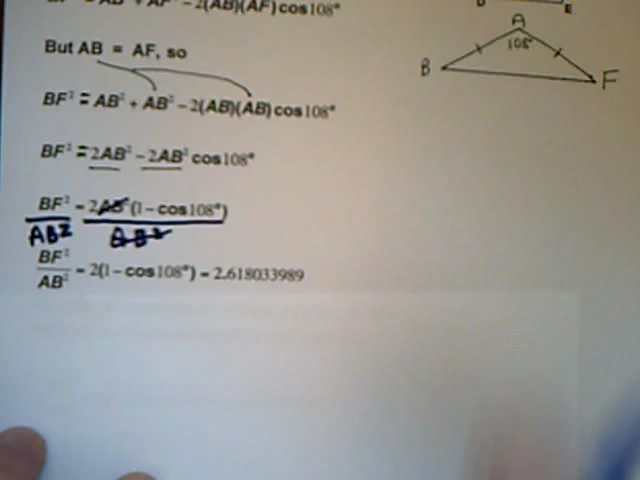 BF² = AB² + AF² − 2(AB)(AF)cos108°
But AB = AF, so
BF² = AB² + AB² − 2(AB)(AB)cos108°
BF² = 2AB² − 2AB² cos108°
BF² = 2AB²(1−cos108°)
AB² AB²
BF²/AB² = 2(1−cos108°) = 2.618033989
E
A
108°
B F